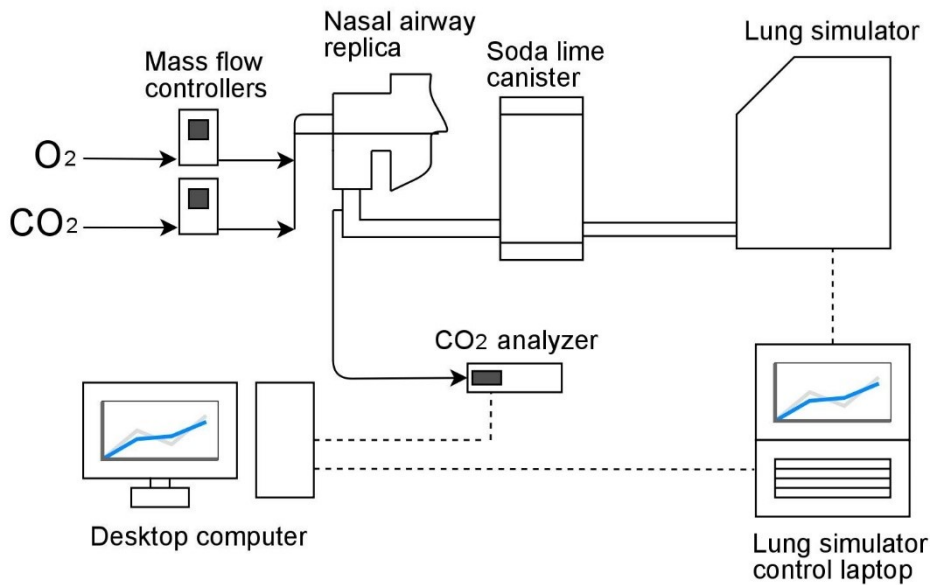 Nasal airway
replica
Lung simulator
Mass flow
controllers
Soda lime
canister
O₂
CO₂
CO₂ analyzer
Desktop computer
Lung simulator
control laptop